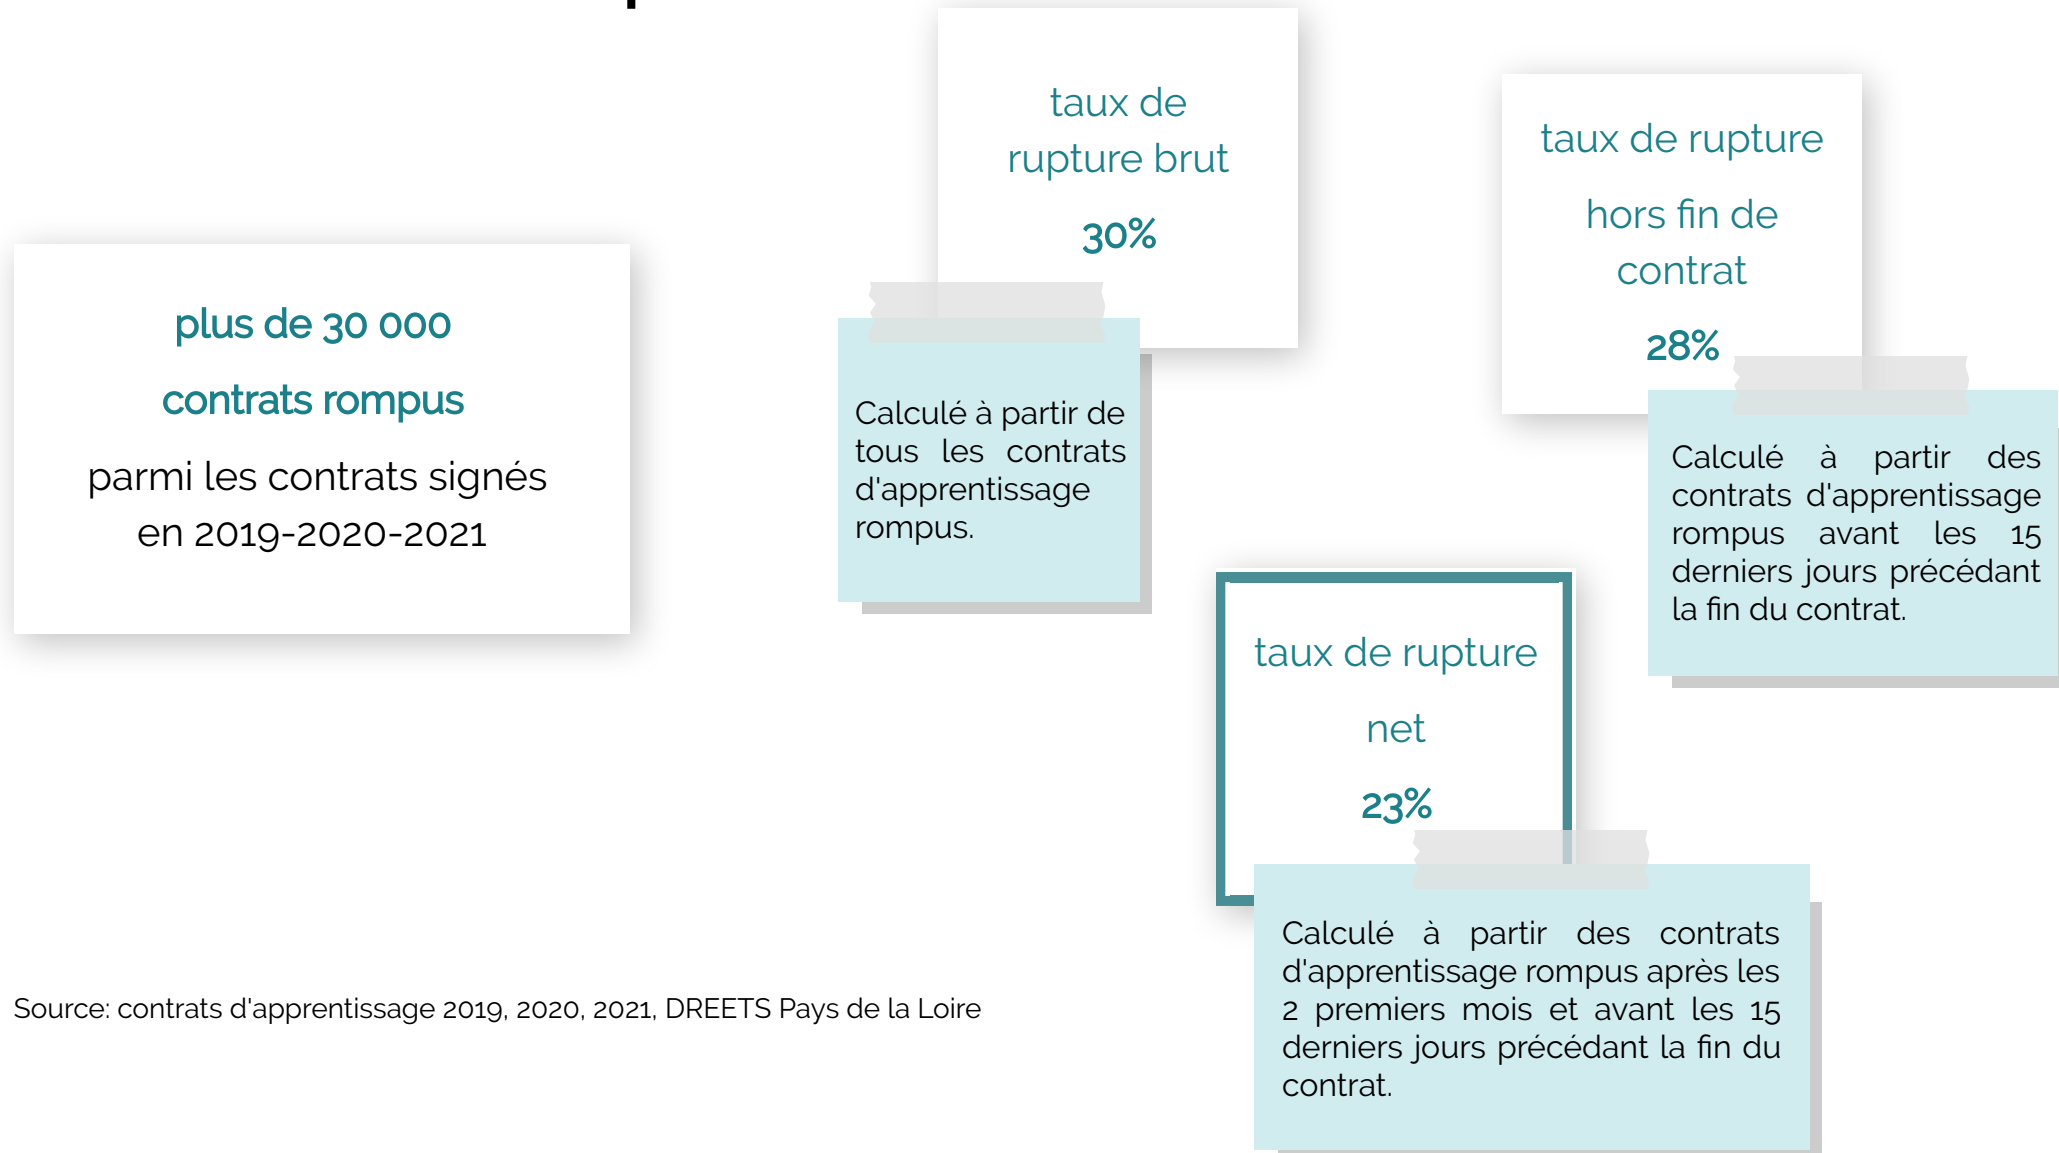 plus de 30 000
contrats rompus
parmi les contrats signés
en 2019-2020-2021
taux de
rupture brut
30%
Calculé à partir de
tous les contrats
d'apprentissage
rompus.
taux de rupture
hors fin de
contrat
28%
Calculé à partir des
contrats d'apprentissage
rompus avant les 15
derniers jours précédant
la fin du contrat.
taux de rupture
net
23%
Calculé à partir des contrats
d'apprentissage rompus après les
2 premiers mois et avant les 15
derniers jours précédant la fin du
contrat.
Source: contrats d'apprentissage 2019, 2020, 2021, DREETS Pays de la Loire